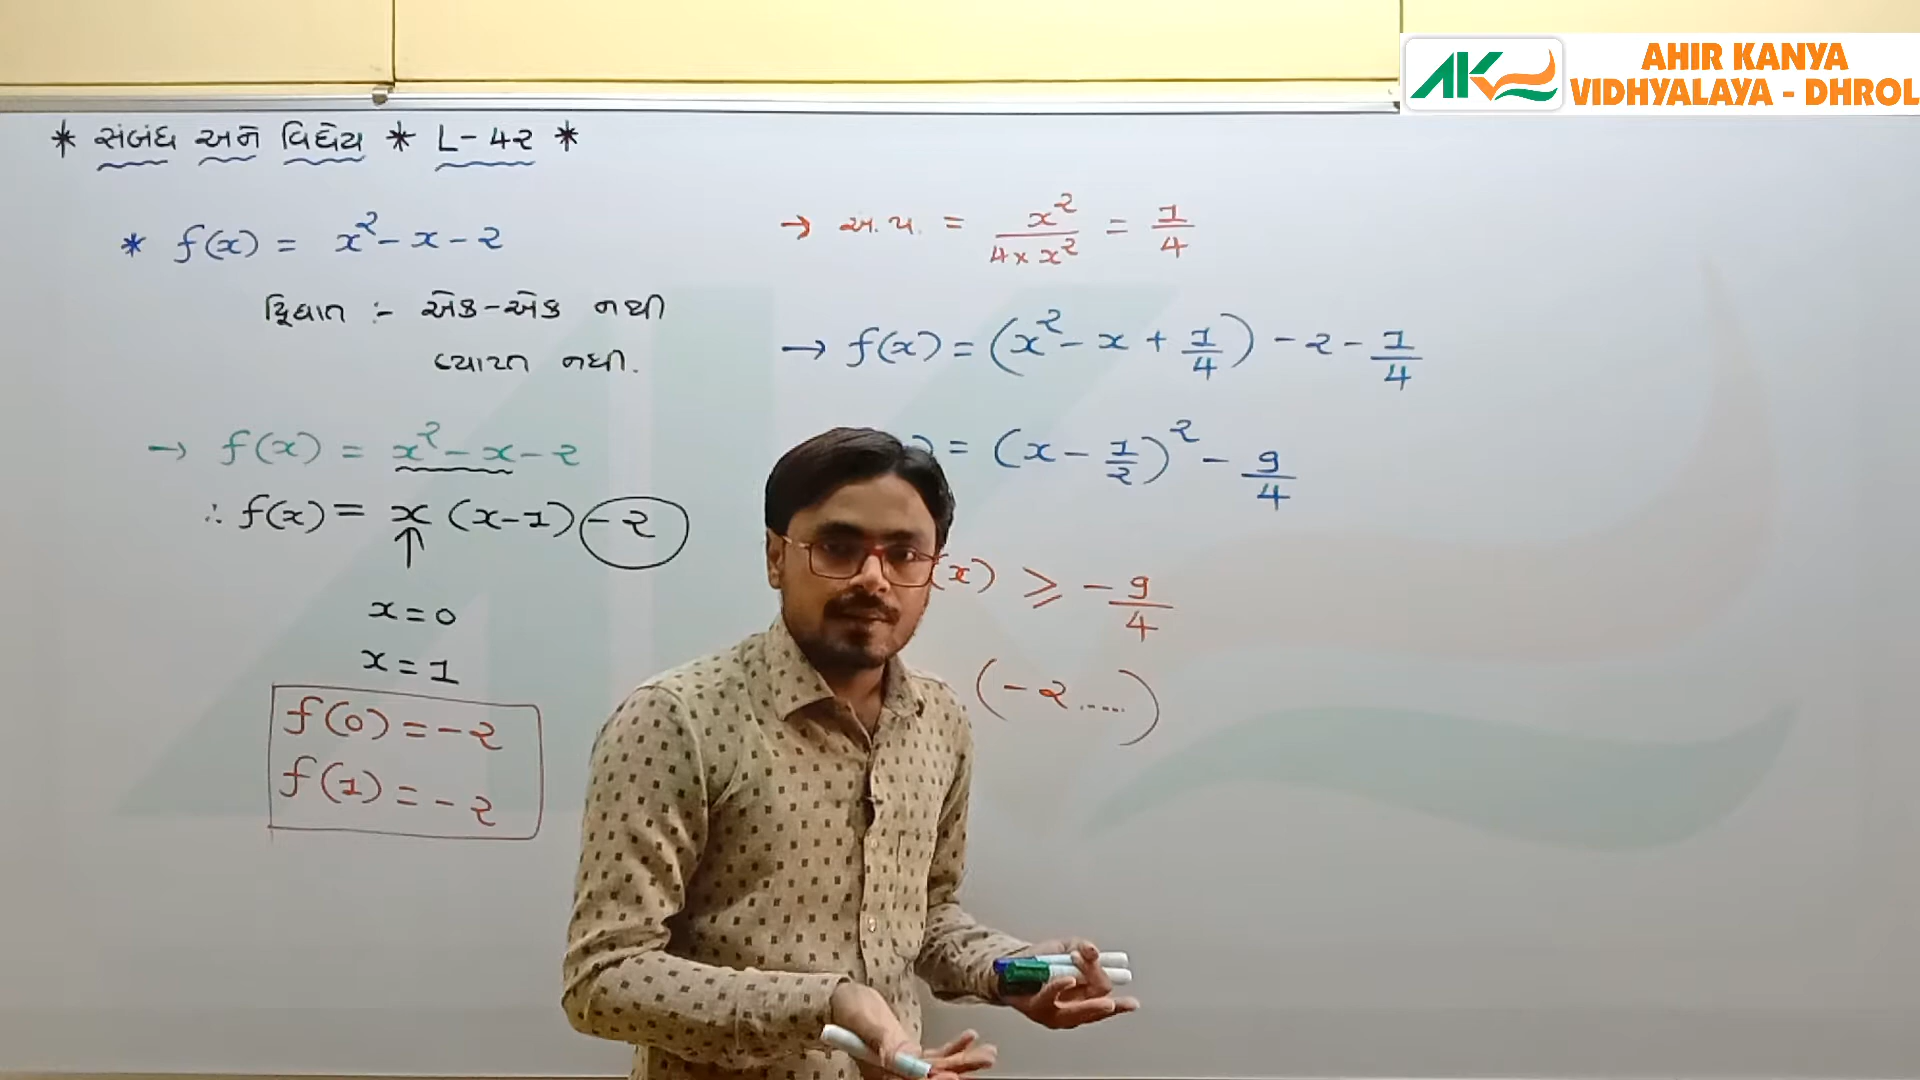 * સંબંધ અને વિધેય * L-42 *
* f(x) = x² - x - 2
દ્વિઘાત :- એક-એક નથી
વ્યાપ્ત નથી.
→ f(x) = x² - x - 2
∴ f(x) = x (x-1) - 2
↑
x = 0
x = 1
f(0) = -2
f(1) = -2
→ અ.પ. = x² / 4 × x² = 1/4
→ f(x) = (x² - x + 1/4) - 2 - 1/4
) = (x - 1/2)² - 9/4
(x) ≥ -9/4
(-2.....)
AK
AHIR KANYA
VIDHYALAYA - DHROL